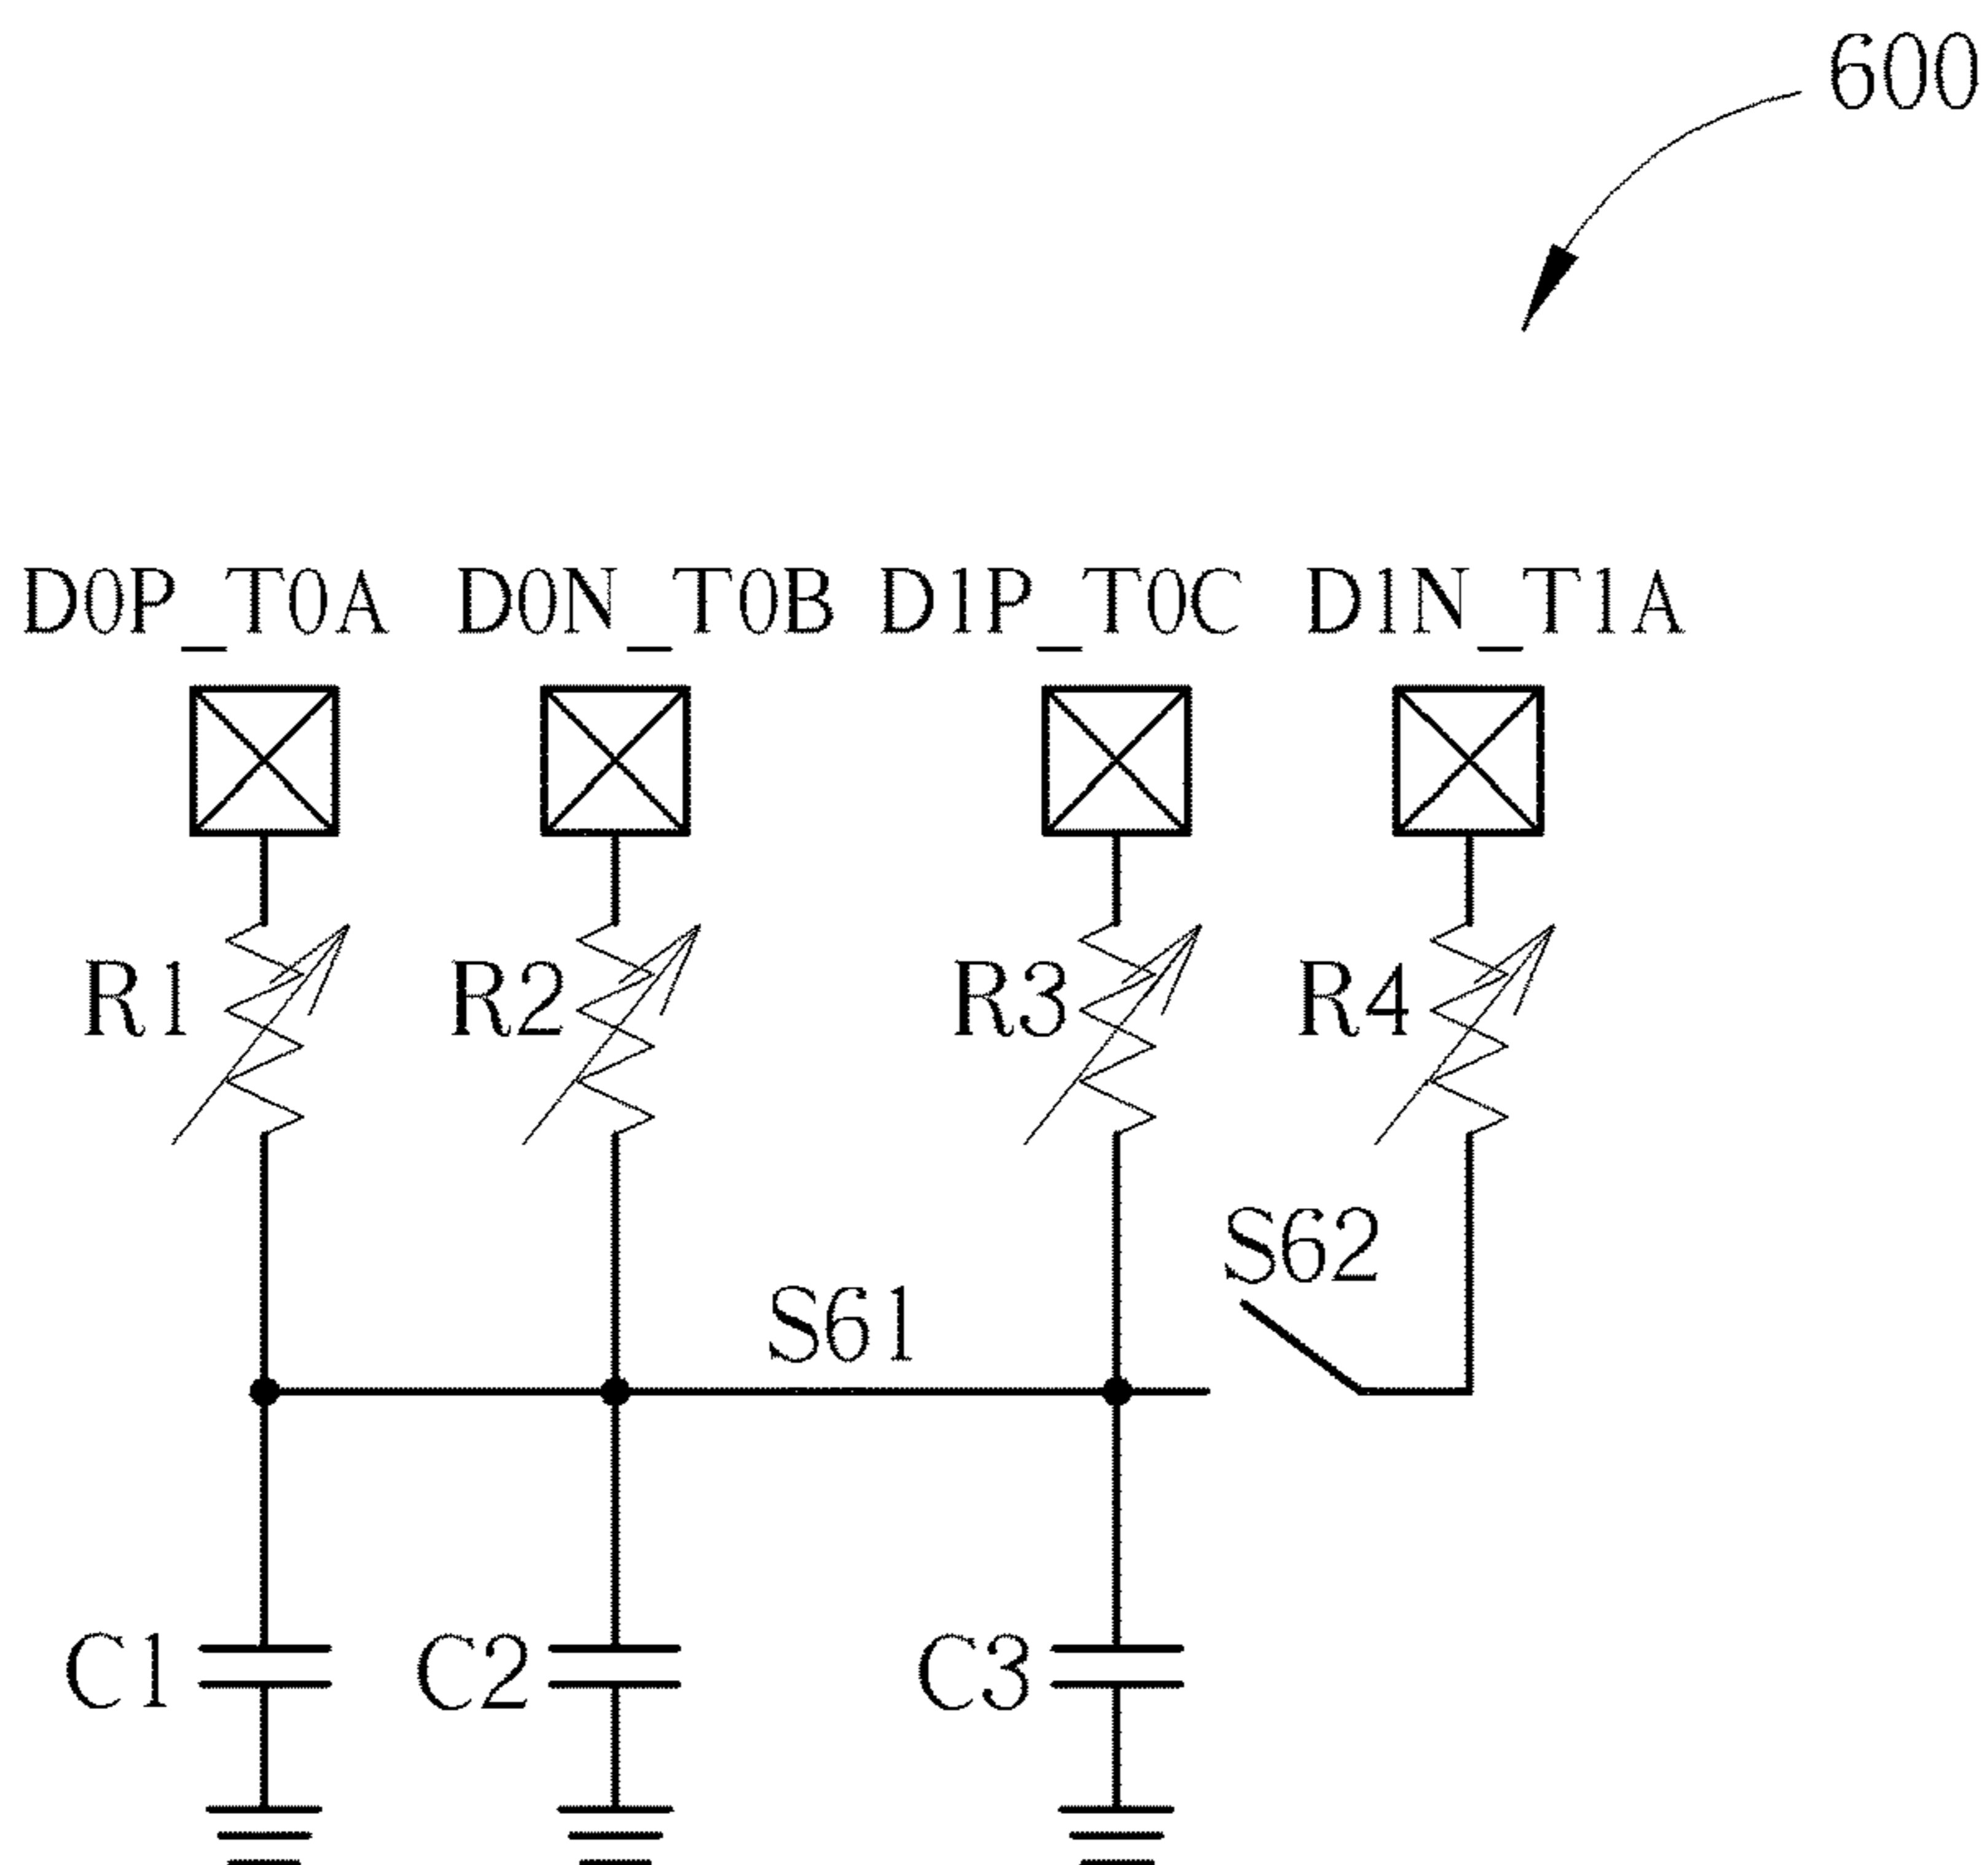 600
D0P_T0A D0N_T0B D1P_T0C D1N_T1A
R1 R2 R3 R4
S62
S61
C1 C2 C3